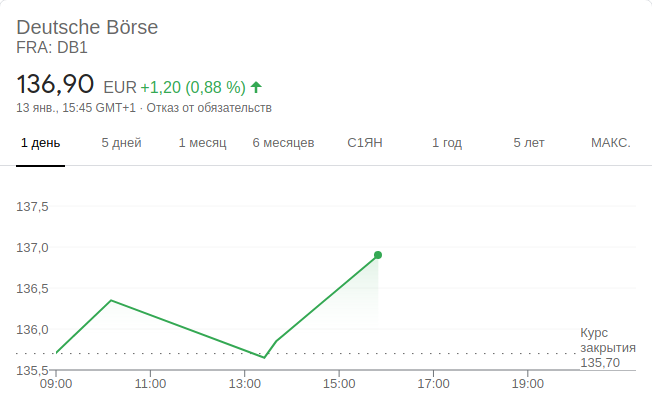 Deutsche Börse
FRA: DB1
136,90 EUR +1,20 (0,88 %)
13 янв., 15:45 GMT+1 · Отказ от обязательств
1 день 5 дней 1 месяц 6 месяцев С1ЯН 1 год 5 лет МАКС.
137,5
137,0
136,5
136,0
135,5
Курс
закрытия
135,70
09:00 11:00 13:00 15:00 17:00 19:00